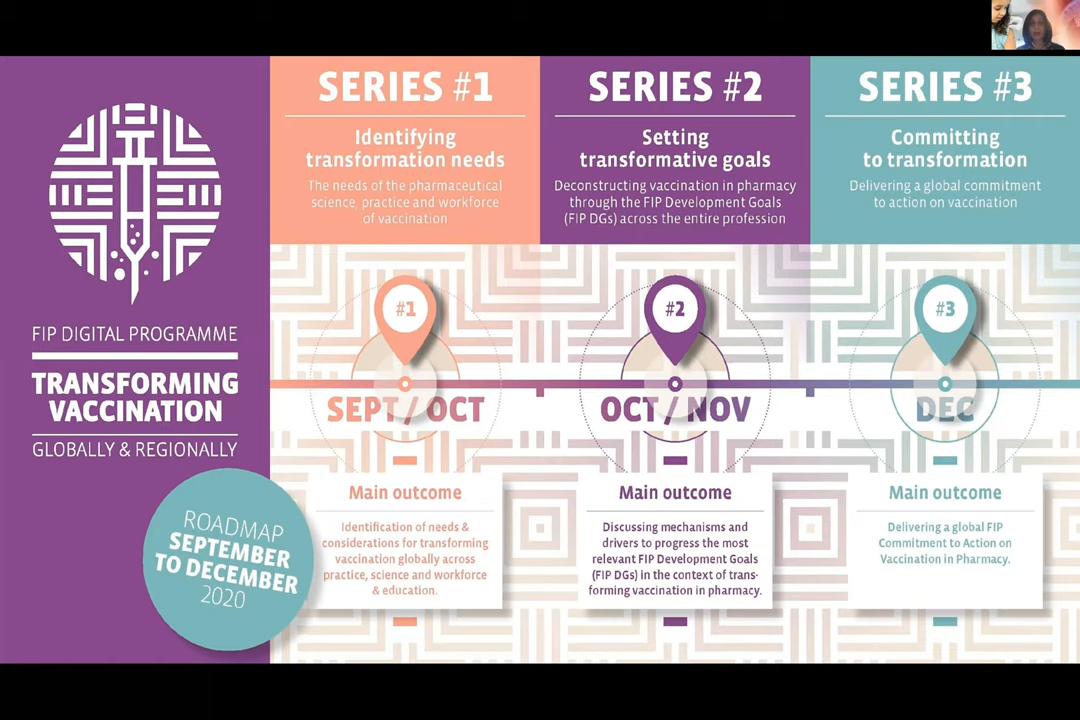 FIP DIGITAL PROGRAMME
TRANSFORMING
VACCINATION
GLOBALLY & REGIONALLY
ROADMAP
SEPTEMBER
TO DECEMBER
2020
SERIES #1
Identifying
transformation needs
The needs of the pharmaceutical
science, practice and workforce
of vaccination
#1
SEPT / OCT
Main outcome
Identification of needs &
considerations for transforming
vaccination globally across
practice, science and workforce
& education.
SERIES #2
Setting
transformative goals
Deconstructing vaccination in pharmacy
through the FIP Development Goals
(FIP DGs) across the entire profession
#2
OCT / NOV
Main outcome
Discussing mechanisms and
drivers to progress the most
relevant FIP Development Goals
(FIP DGs) in the context of trans-
forming vaccination in pharmacy.
SERIES #3
Committing
to transformation
Delivering a global commitment
to action on vaccination
#3
DEC
Main outcome
Delivering a global FIP
Commitment to Action on
Vaccination in Pharmacy.